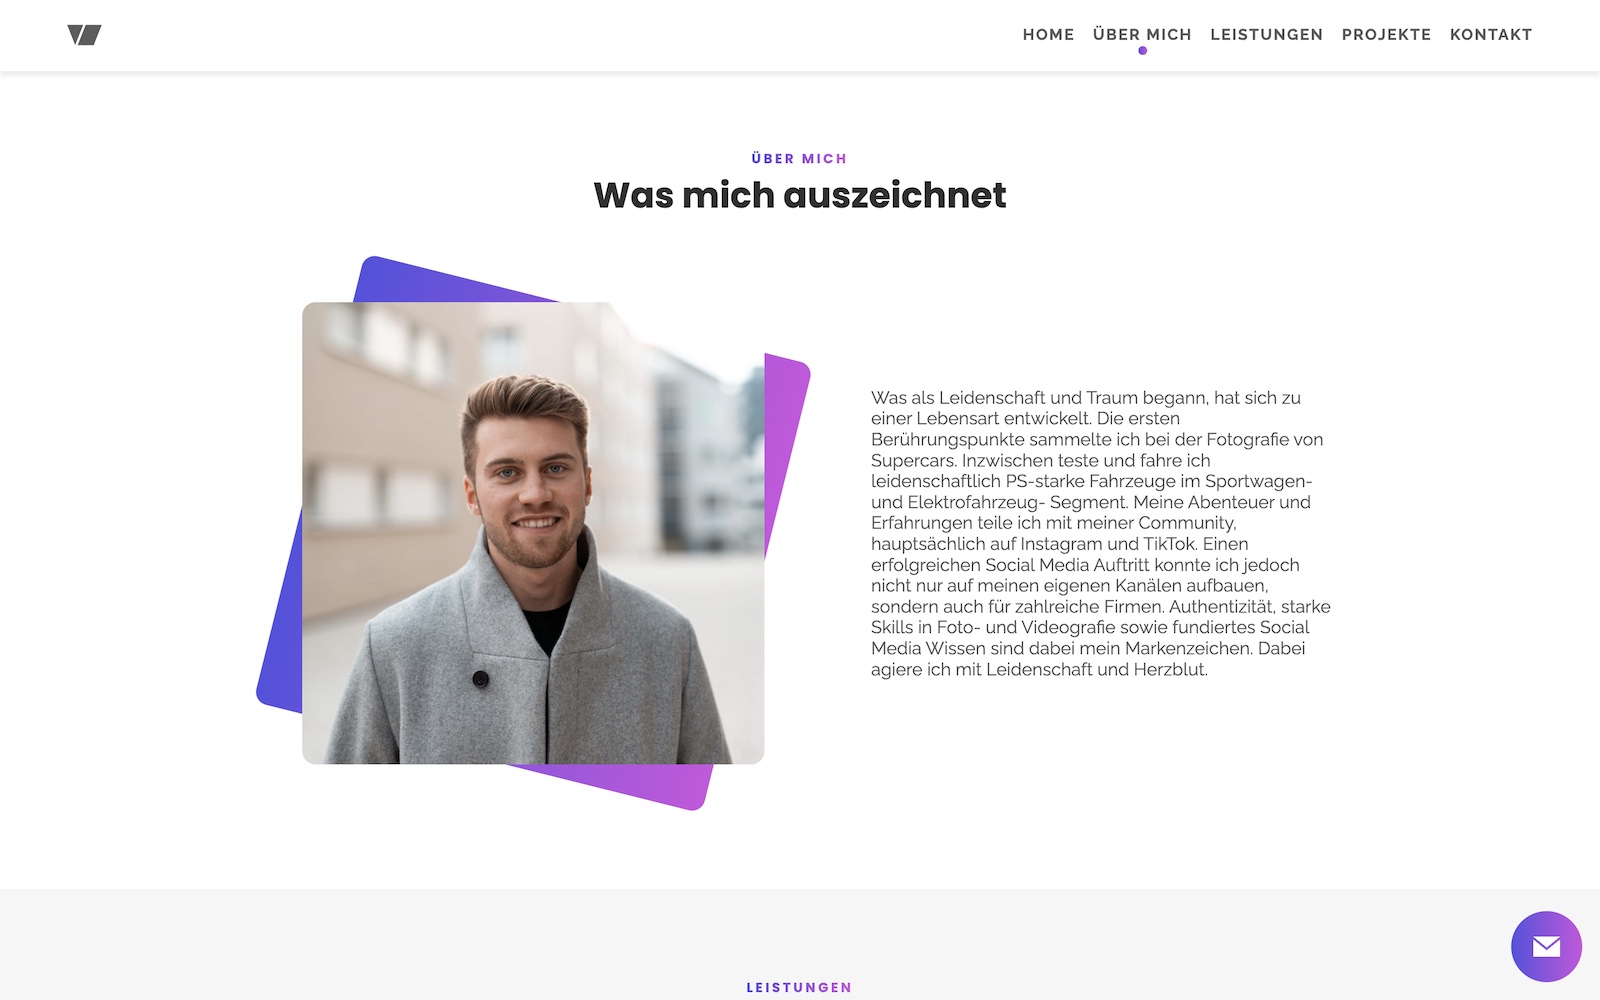 HOME ÜBER MICH LEISTUNGEN PROJEKTE KONTAKT
ÜBER MICH
Was mich auszeichnet
Was als Leidenschaft und Traum begann, hat sich zu
einer Lebensart entwickelt. Die ersten
Berührungspunkte sammelte ich bei der Fotografie von
Supercars. Inzwischen teste und fahre ich
leidenschaftlich PS-starke Fahrzeuge im Sportwagen-
und Elektrofahrzeug- Segment. Meine Abenteuer und
Erfahrungen teile ich mit meiner Community,
hauptsächlich auf Instagram und TikTok. Einen
erfolgreichen Social Media Auftritt konnte ich jedoch
nicht nur auf meinen eigenen Kanälen aufbauen,
sondern auch für zahlreiche Firmen. Authentizität, starke
Skills in Foto- und Videografie sowie fundiertes Social
Media Wissen sind dabei mein Markenzeichen. Dabei
agiere ich mit Leidenschaft und Herzblut.
LEISTUNGEN